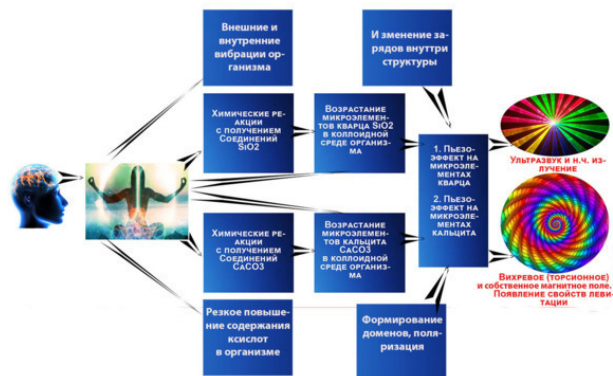 Внешние и
внутренние
вибрации ор-
ганизма
И зменение за-
рядов внуттри
структуры
Химические ре-
акции
с получением
Соединений
SiO2
Возрастание
микроэлемен-
тов кварца SiO2
в коллоидной
среде организ-
ма
1. Пьезо-
эффект на
микроэле-
ментах
кварца
2. Пьезо-
эффект на
микроэле-
ментах
кальцита
Ультразвук и н.ч. из-
лучение
Химические ре-
акции
с получением
Соединений
CaCO3
Возрастание
микроэлемен-
тов кальцита
CaCO3
в коллоидной
среде организ-
ма
Вихревое (торсионное)
и собственное магнитное поле.
Появление свойств леви-
тации
Резкое повыше-
ние содержания
ксислот
в организме
Формирование
доменов, поля-
ризация